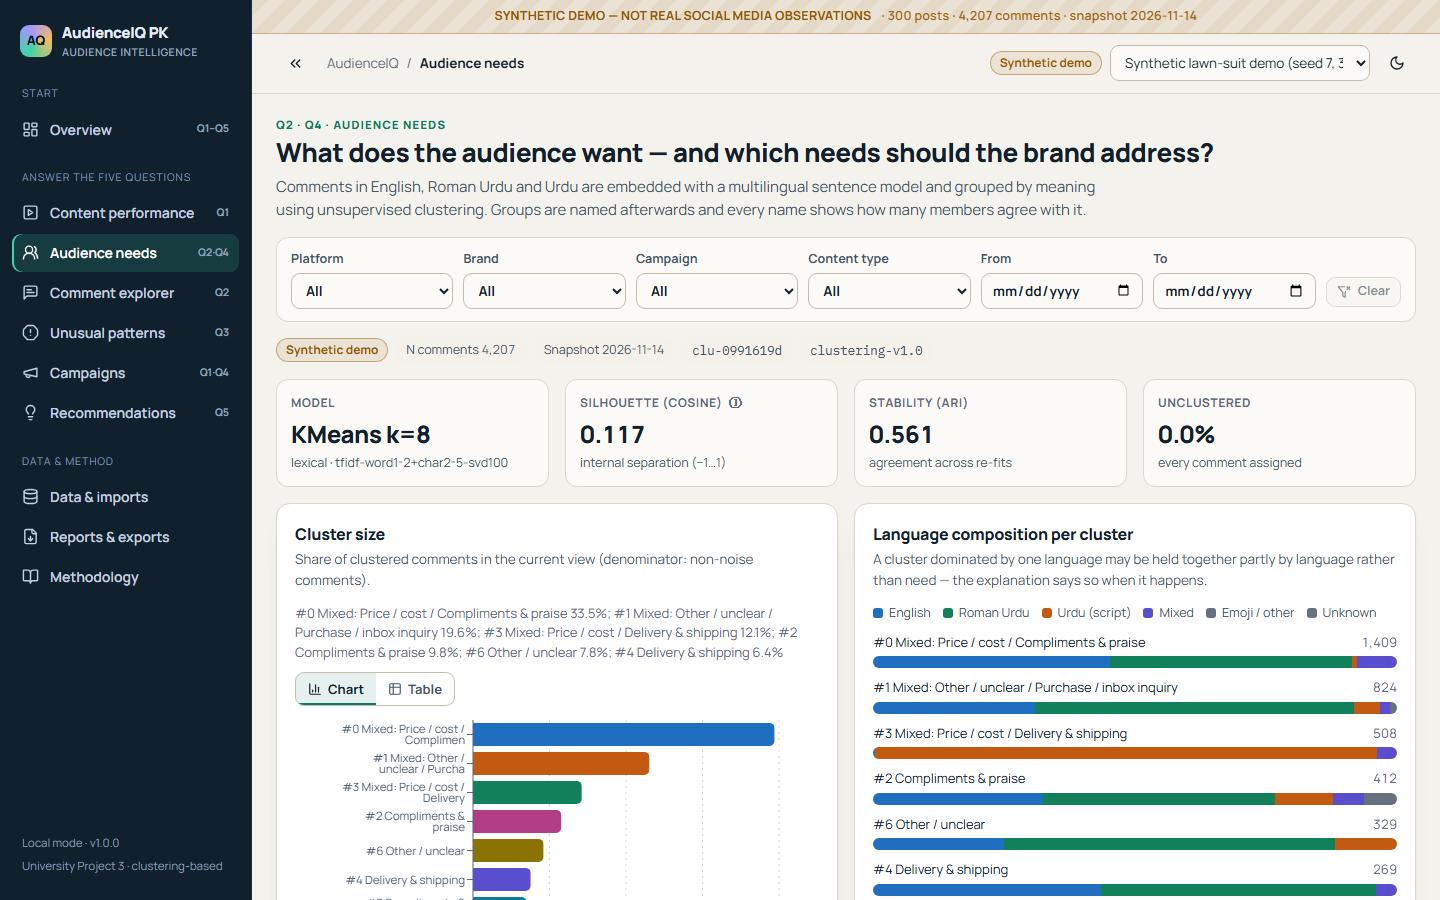 SYNTHETIC DEMO — NOT REAL SOCIAL MEDIA OBSERVATIONS · 300 posts · 4,207 comments · snapshot 2026-11-14
AQ
AudienceIQ PK
AUDIENCE INTELLIGENCE
START
Overview Q1–Q5
ANSWER THE FIVE QUESTIONS
Content performance Q1
Audience needs Q2·Q4
Comment explorer Q2
Unusual patterns Q3
Campaigns Q1·Q4
Recommendations Q5
DATA & METHOD
Data & imports
Reports & exports
Methodology
Local mode · v1.0.0
University Project 3 · clustering-based
AudienceIQ / Audience needs
Synthetic demo
Synthetic lawn-suit demo (seed 7, 3
Q2 · Q4 · AUDIENCE NEEDS
What does the audience want — and which needs should the brand address?
Comments in English, Roman Urdu and Urdu are embedded with a multilingual sentence model and grouped by meaning
using unsupervised clustering. Groups are named afterwards and every name shows how many members agree with it.
Platform Brand Campaign Content type From To
All All All All mm/dd/yyyy mm/dd/yyyy Clear
Synthetic demo N comments 4,207 Snapshot 2026-11-14 clu-0991619d clustering-v1.0
MODEL
KMeans k=8
lexical · tfidf-word1-2+char2-5-svd100
SILHOUETTE (COSINE)
0.117
internal separation (−1…1)
STABILITY (ARI)
0.561
agreement across re-fits
UNCLUSTERED
0.0%
every comment assigned
Cluster size
Share of clustered comments in the current view (denominator: non-noise
comments).
#0 Mixed: Price / cost / Compliments & praise 33.5%; #1 Mixed: Other / unclear /
Purchase / inbox inquiry 19.6%; #3 Mixed: Price / cost / Delivery & shipping 12.1%; #2
Compliments & praise 9.8%; #6 Other / unclear 7.8%; #4 Delivery & shipping 6.4%
Chart Table
#0 Mixed: Price / cost /
Complimen
#1 Mixed: Other /
unclear / Purcha
#3 Mixed: Price / cost /
Delivery
#2 Compliments &
praise
#6 Other / unclear
#4 Delivery & shipping
Language composition per cluster
A cluster dominated by one language may be held together partly by language rather
than need — the explanation says so when it happens.
English Roman Urdu Urdu (script) Mixed Emoji / other Unknown
#0 Mixed: Price / cost / Compliments & praise 1,409
#1 Mixed: Other / unclear / Purchase / inbox inquiry 824
#3 Mixed: Price / cost / Delivery & shipping 508
#2 Compliments & praise 412
#6 Other / unclear 329
#4 Delivery & shipping 269